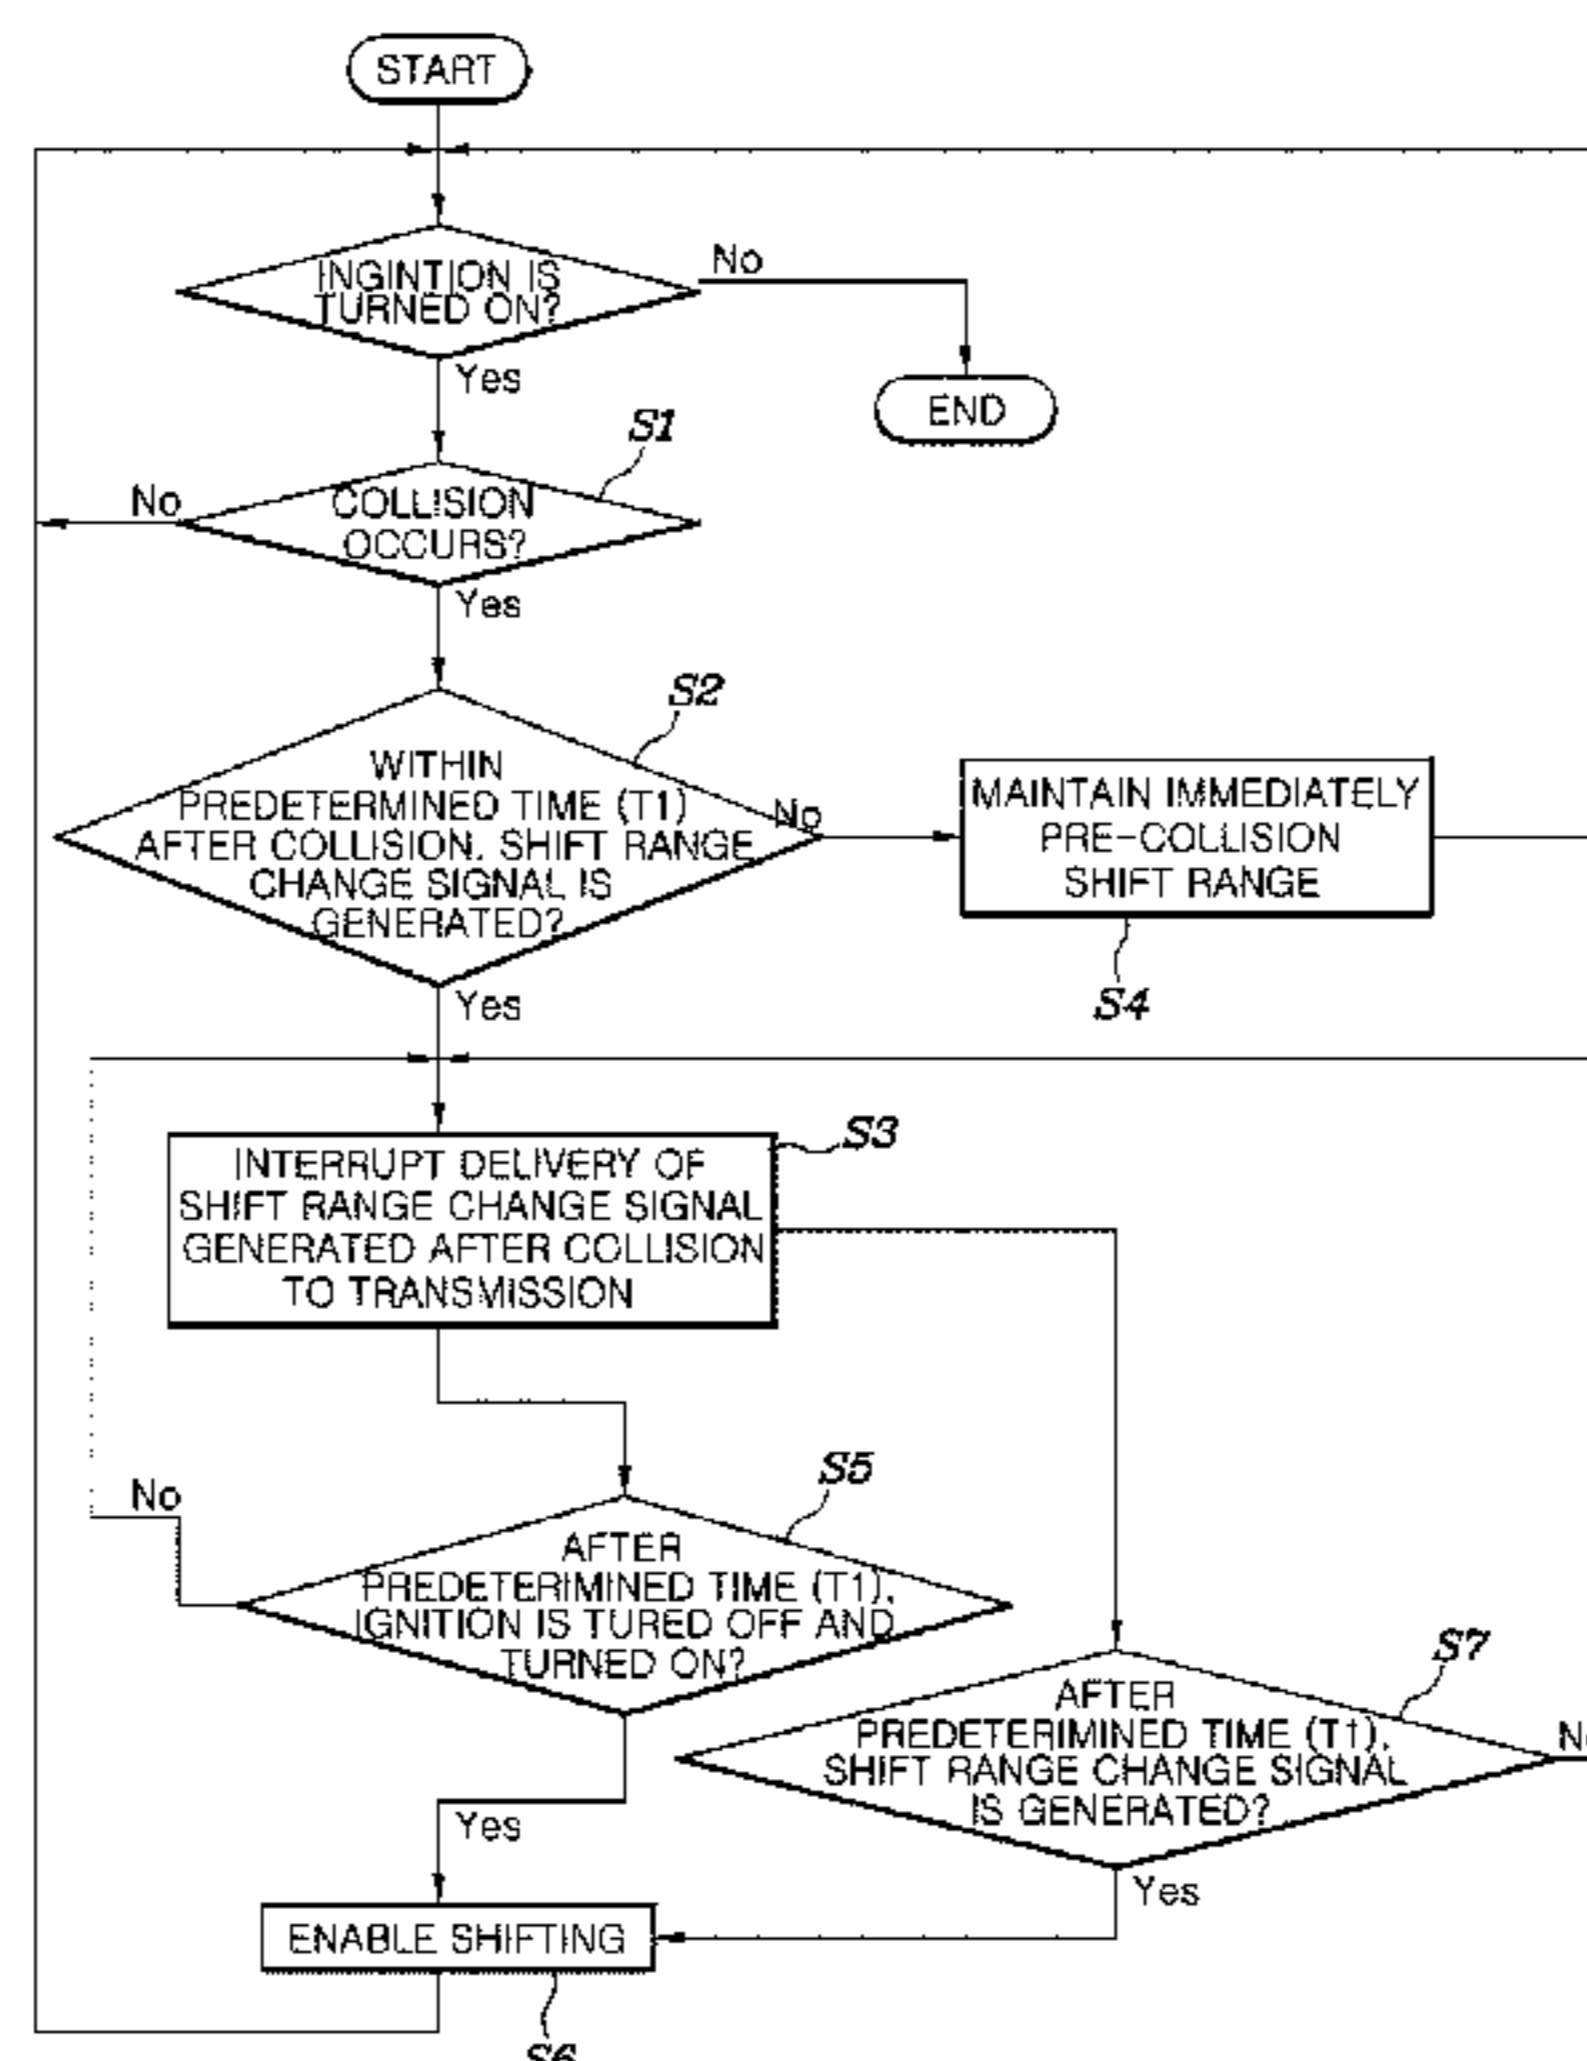 START
INGINTION IS
TURNED ON?
No
Yes
END
S1
COLLISION
OCCURS?
No
Yes
S2
WITHIN
PREDETERMINED TIME (T1)
AFTER COLLISION, SHIFT RANGE
CHANGE SIGNAL IS
GENERATED?
No
MAINTAIN IMMEDIATELY
PRE-COLLISION
SHIFT RANGE
S4
Yes
S3
INTERRUPT DELIVERY OF
SHIFT RANGE CHANGE SIGNAL
GENERATED AFTER COLLISION
TO TRANSMISSION
S5
No
AFTER
PREDETERIMINED TIME (T1),
IGNITION IS TURED OFF AND
TURNED ON?
S7
AFTER
PREDETERIMINED TIME (T1),
SHIFT RANGE CHANGE SIGNAL
IS GENERATED?
Yes
Yes
ENABLE SHIFTING
S6